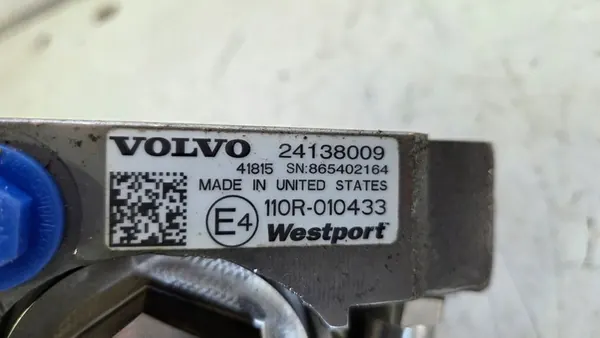 VOLVO 24138009
41815 SN:865402164
MADE IN UNITED STATES
E4 110R-010433
Westport